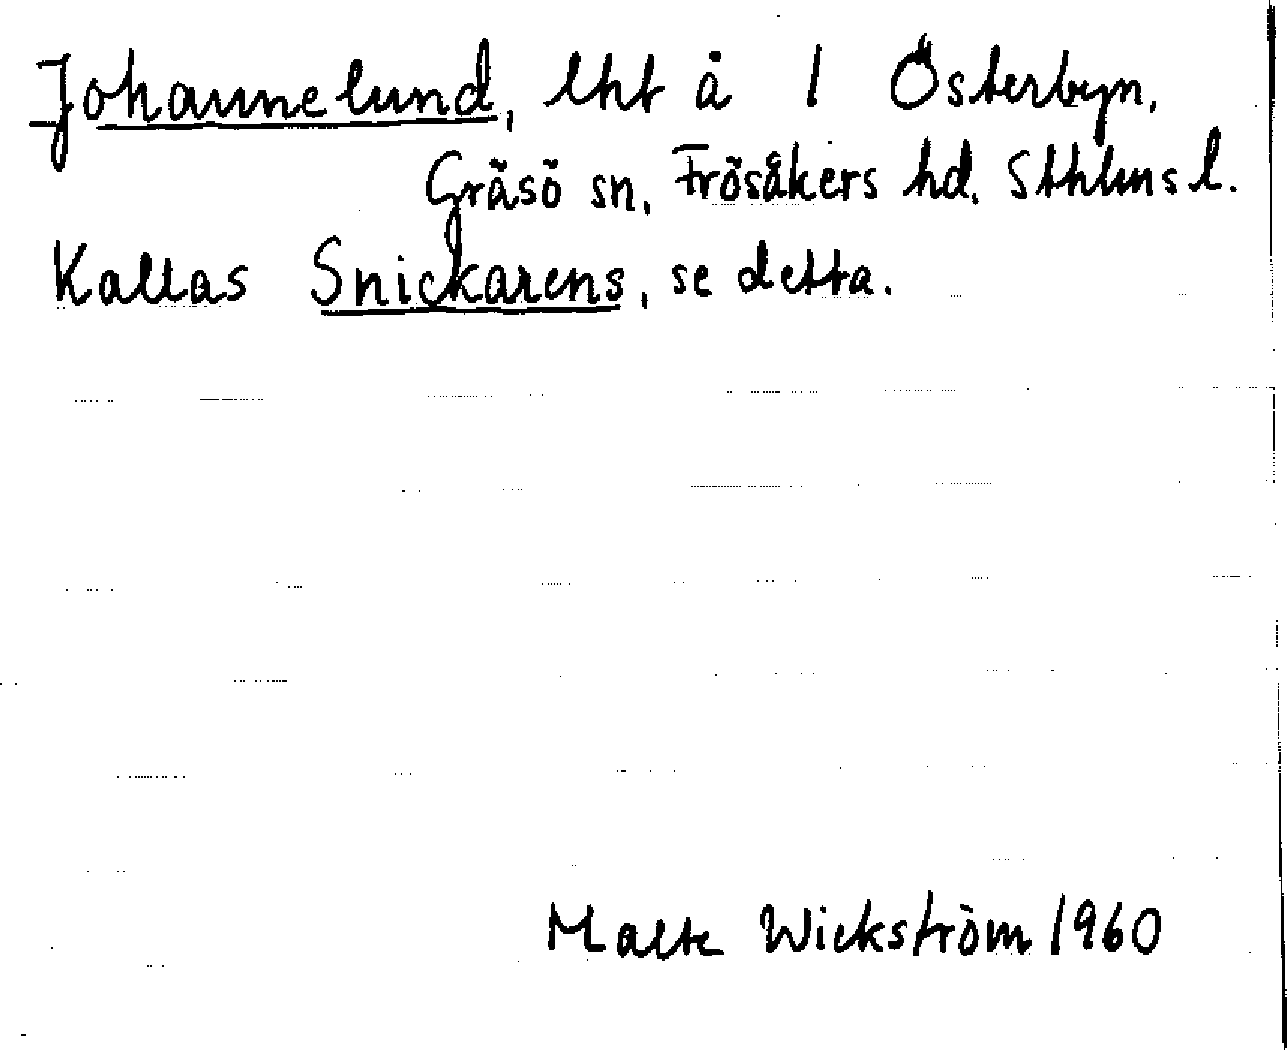 Johannelund, lht å 1 Österbyn,
Gräsö sn, Frösåkers hd, Sthlms l.
Kallas Snickarens, se detta.
Malte Wickström 1960